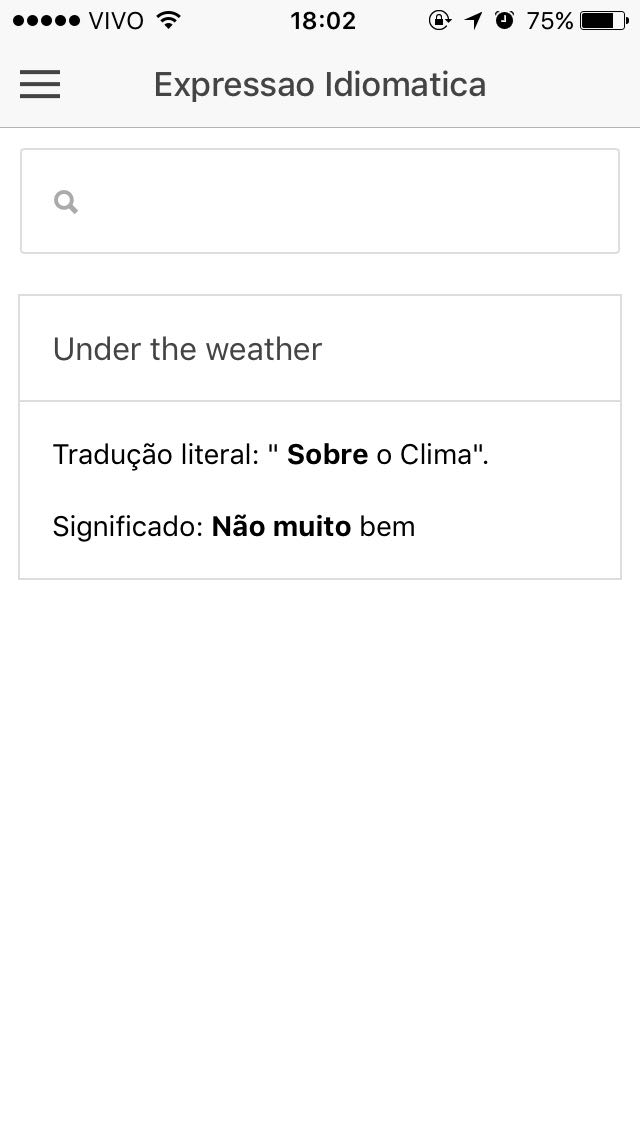 VIVO 18:02 75%
Expressao Idiomatica
Under the weather
Tradução literal: " Sobre o Clima".
Significado: Não muito bem